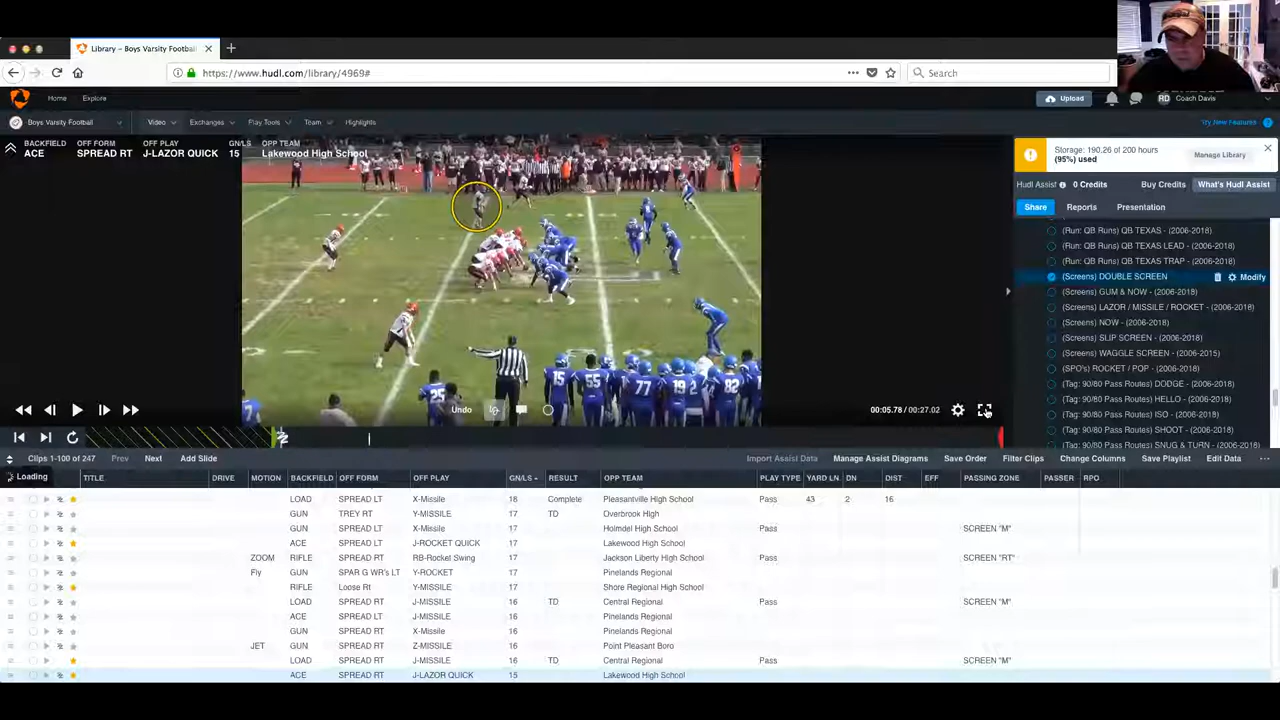 Library – Boys Varsity Football
https://www.hudl.com/library/4969#
Search
Home Explore
Upload
RD Coach Davis
Boys Varsity Football Video Exchanges Play Tools Team Highlights
Try New Features
BACKFIELD OFF FORM OFF PLAY GN/LS OPP TEAM
ACE SPREAD RT J-LAZOR QUICK 15 Lakewood High School
Storage: 190.26 of 200 hours
(95%) used
Manage Library
Hudl Assist 0 Credits Buy Credits What's Hudl Assist
Share Reports Presentation
(Run: QB Runs) QB TEXAS - (2006-2018)
(Run: QB Runs) QB TEXAS LEAD - (2006-2018)
(Run: QB Runs) QB TEXAS TRAP - (2006-2018)
(Screens) DOUBLE SCREEN Modify
(Screens) GUM & NOW - (2006-2018)
(Screens) LAZOR / MISSILE / ROCKET - (2006-2018)
(Screens) NOW - (2006-2018)
(Screens) SLIP SCREEN - (2006-2018)
(Screens) WAGGLE SCREEN - (2006-2015)
(SPO's) ROCKET / POP - (2006-2018)
(Tag: 90/80 Pass Routes) DODGE - (2006-2018)
(Tag: 90/80 Pass Routes) HELLO - (2006-2018)
(Tag: 90/80 Pass Routes) ISO - (2006-2018)
(Tag: 90/80 Pass Routes) SHOOT - (2006-2018)
(Tag: 90/80 Pass Routes) SNUG & TURN - (2006-2018)
7 25 15 55 77 19 2 82
Undo
00:05.78 / 00:27.02
Clips 1-100 of 247 Prev Next Add Slide Import Assist Data Manage Assist Diagrams Save Order Filter Clips Change Columns Save Playlist Edit Data
Loading TITLE DRIVE MOTION BACKFIELD OFF FORM OFF PLAY GN/LS RESULT OPP TEAM PLAY TYPE YARD LN DN DIST EFF PASSING ZONE PASSER RPO
LOAD SPREAD LT X-Missile 18 Complete Pleasantville High School Pass 43 2 16
GUN TREY RT Y-MISSILE 17 TD Overbrook High
GUN SPREAD LT X-Missile 17 Holmdel High School Pass SCREEN "M"
ACE SPREAD LT J-ROCKET QUICK 17 Lakewood High School
ZOOM RIFLE SPREAD RT RB-Rocket Swing 17 Jackson Liberty High School Pass SCREEN "RT"
Fly GUN SPAR G WR's LT Y-ROCKET 17 Pinelands Regional
RIFLE Loose Rt Y-MISSILE 17 Shore Regional High School
LOAD SPREAD RT J-MISSILE 16 TD Central Regional Pass SCREEN "M"
ACE SPREAD LT J-MISSILE 16 Pinelands Regional
GUN SPREAD RT X-Missile 16 Pinelands Regional
JET GUN SPREAD RT Z-MISSILE 16 Point Pleasant Boro
LOAD SPREAD RT J-MISSILE 16 TD Central Regional Pass SCREEN "M"
ACE SPREAD RT J-LAZOR QUICK 15 Lakewood High School